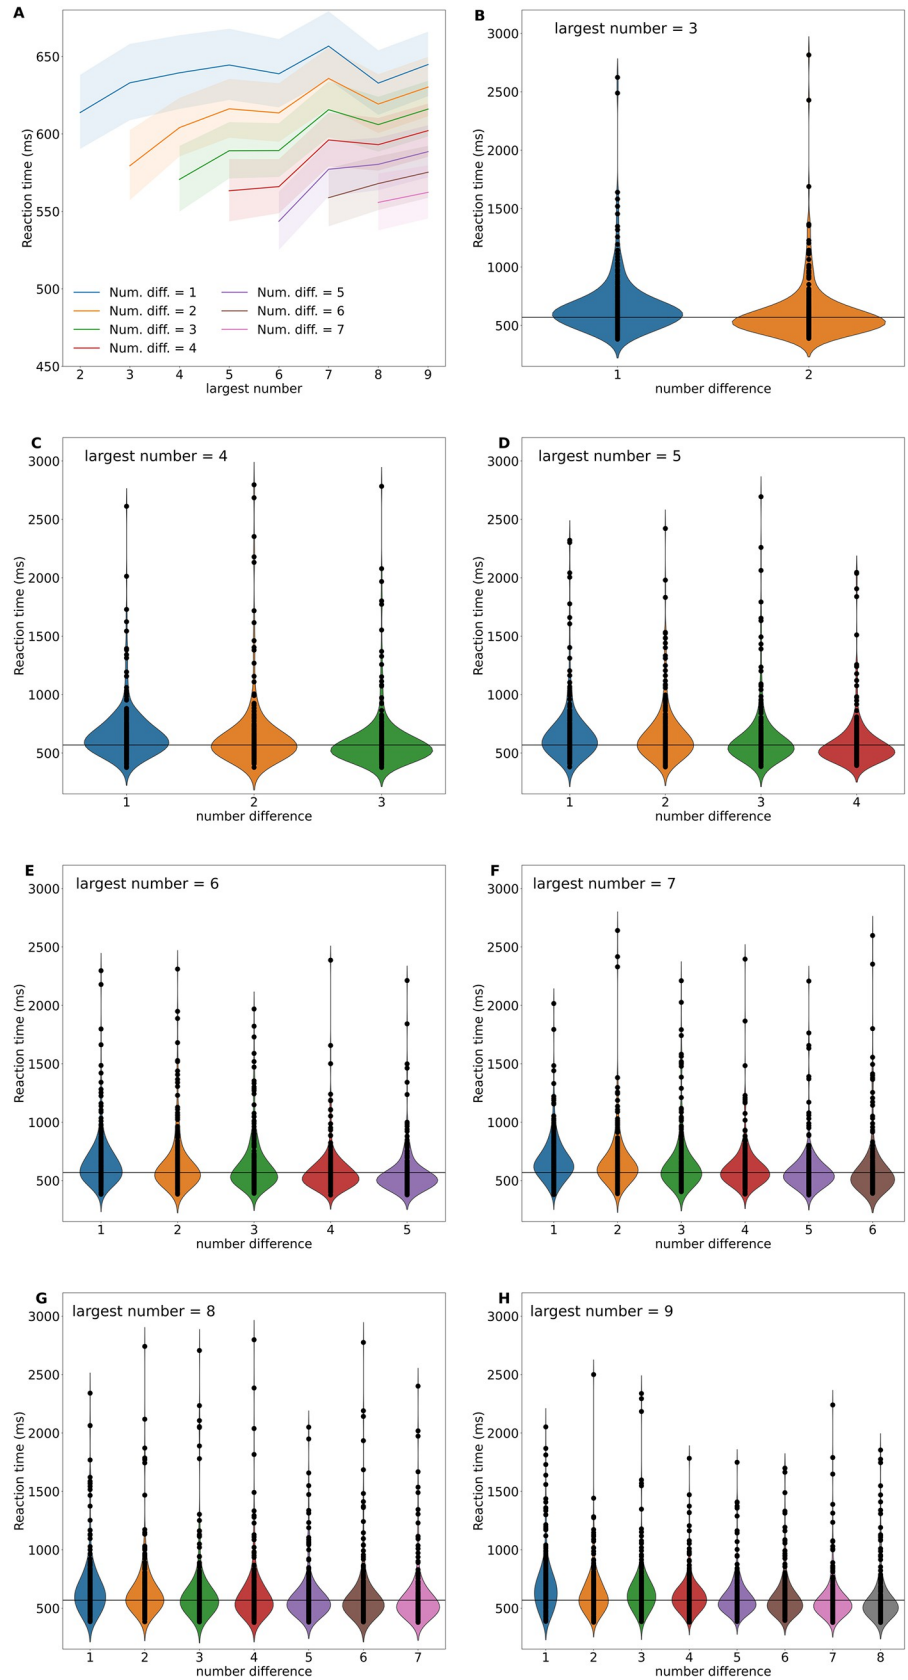 A
650
600
550
500
450
Reaction time (ms)
Num. diff. = 1
Num. diff. = 2
Num. diff. = 3
Num. diff. = 4
Num. diff. = 5
Num. diff. = 6
Num. diff. = 7
2 3 4 5 6 7 8 9
largest number
B
largest number = 3
3000
2500
2000
1500
1000
500
Reaction time (ms)
1 2
number difference
C
largest number = 4
3000
2500
2000
1500
1000
500
Reaction time (ms)
1 2 3
number difference
D
largest number = 5
3000
2500
2000
1500
1000
500
Reaction time (ms)
1 2 3 4
number difference
E
largest number = 6
3000
2500
2000
1500
1000
500
Reaction time (ms)
1 2 3 4 5
number difference
F
largest number = 7
3000
2500
2000
1500
1000
500
Reaction time (ms)
1 2 3 4 5 6
number difference
G
largest number = 8
3000
2500
2000
1500
1000
500
Reaction time (ms)
1 2 3 4 5 6 7
number difference
H
largest number = 9
3000
2500
2000
1500
1000
500
Reaction time (ms)
1 2 3 4 5 6 7 8
number difference